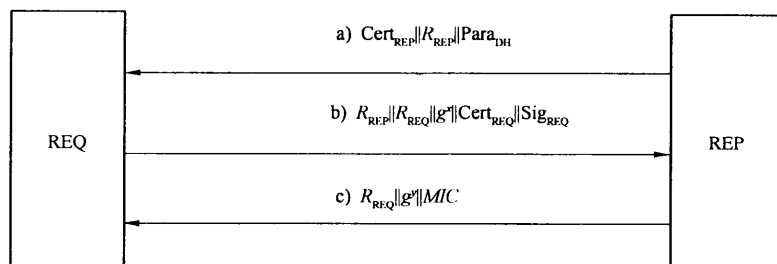 a) Cert_REP||R_REP||Para_DH
b) R_REP||R_REQ||g^x||Cert_REQ||Sig_REQ
REQ
REP
c) R_REQ||g^y||MIC